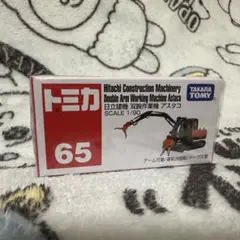 トミカ
Hitachi Construction Machinery
Double Arm Working Machine Astaco
日立建機 双腕作業機 アスタコ
SCALE 1/90
TAKARA
TOMY
65